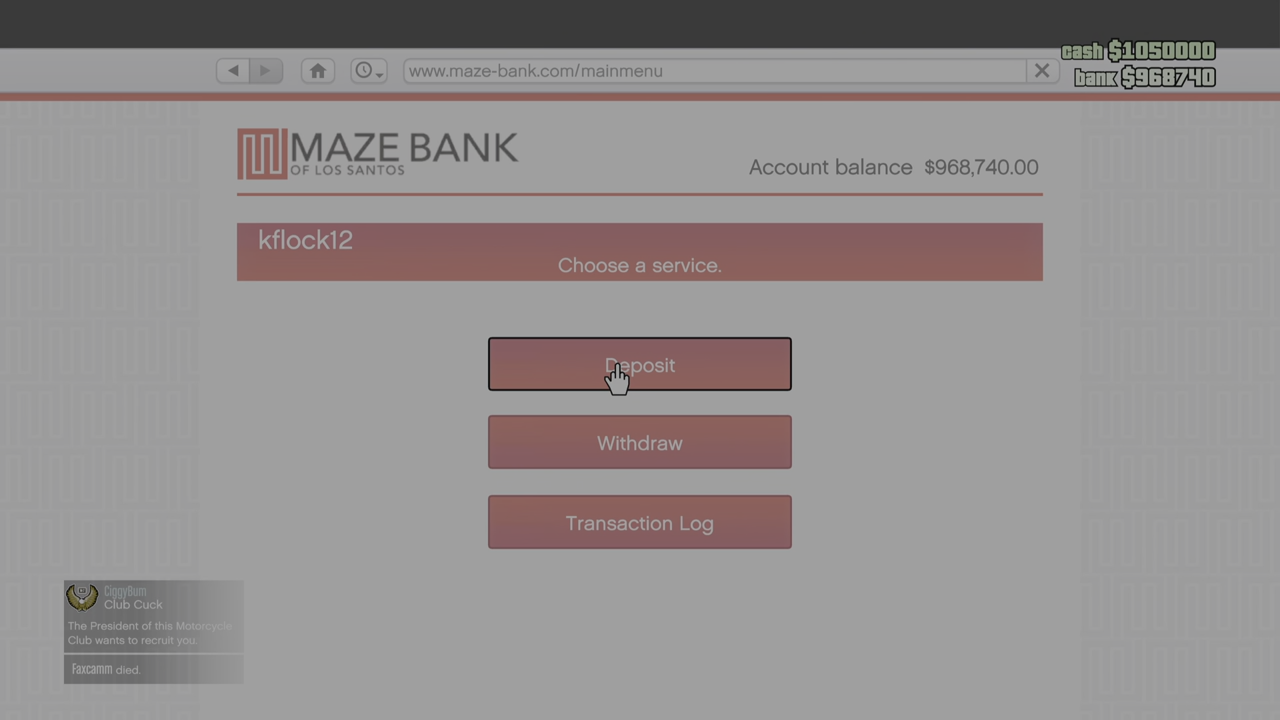 cash $1050000
www.maze-bank.com/mainmenu
bank $968740
MAZE BANK
OF LOS SANTOS
Account balance $968,740.00
kflock12
Choose a service.
Deposit
Withdraw
Transaction Log
CiggyBum
Club Cuck
The President of this Motorcycle
Club wants to recruit you.
Faxcamm died.